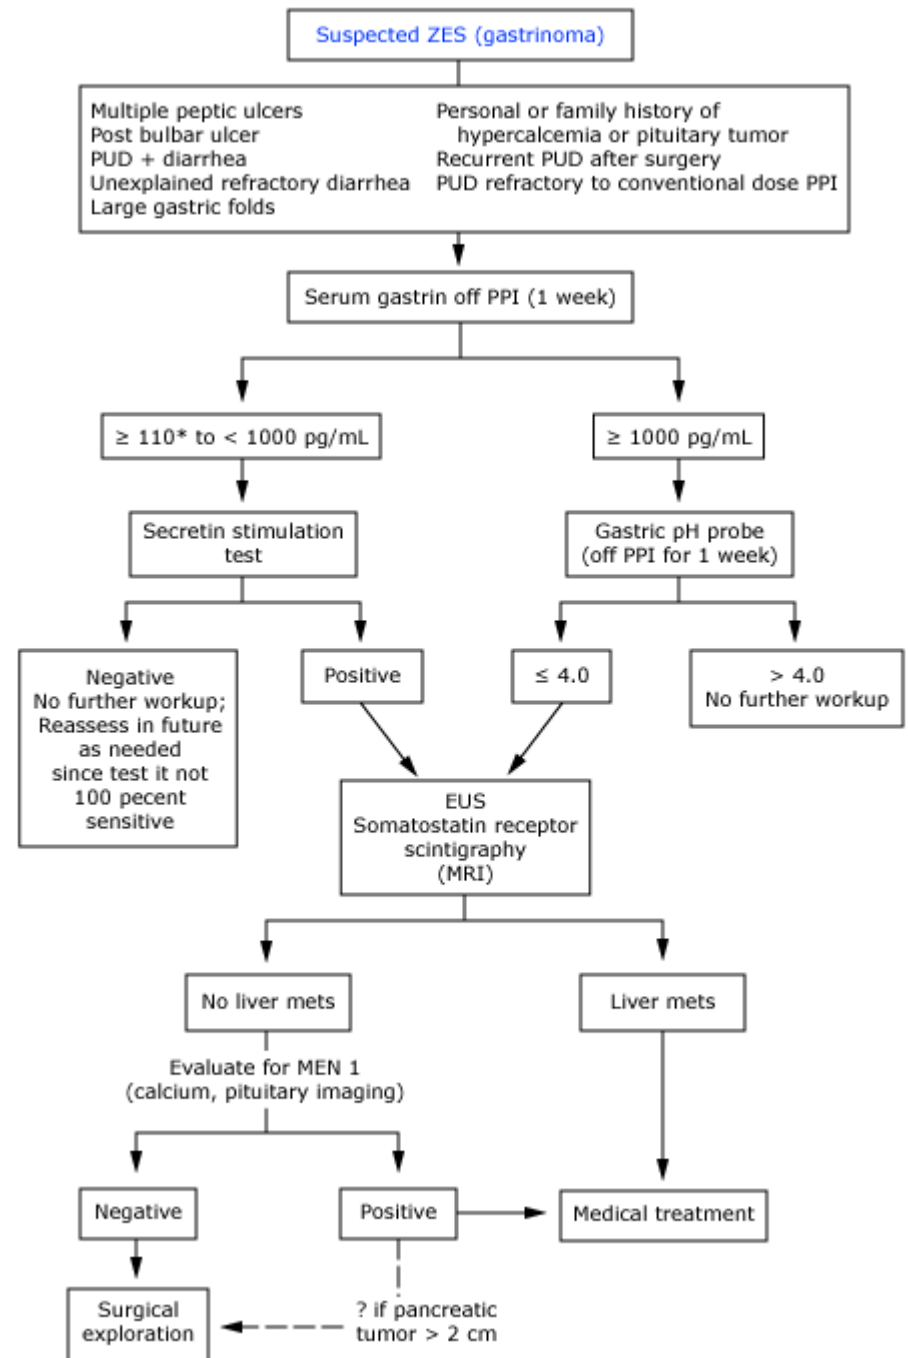 Suspected ZES (gastrinoma)
Multiple peptic ulcers
Post bulbar ulcer
PUD + diarrhea
Unexplained refractory diarrhea
Large gastric folds
Personal or family history of
hypercalcemia or pituitary tumor
Recurrent PUD after surgery
PUD refractory to conventional dose PPI
Serum gastrin off PPI (1 week)
≥ 110* to < 1000 pg/mL
≥ 1000 pg/mL
Secretin stimulation
test
Gastric pH probe
(off PPI for 1 week)
Negative
No further workup;
Reassess in future
as needed
since test it not
100 pecent
sensitive
Positive
≤ 4.0
> 4.0
No further workup
EUS
Somatostatin receptor
scintigraphy
(MRI)
No liver mets
Liver mets
Evaluate for MEN 1
(calcium, pituitary imaging)
Negative
Positive
Medical treatment
Surgical
exploration
? if pancreatic
tumor > 2 cm